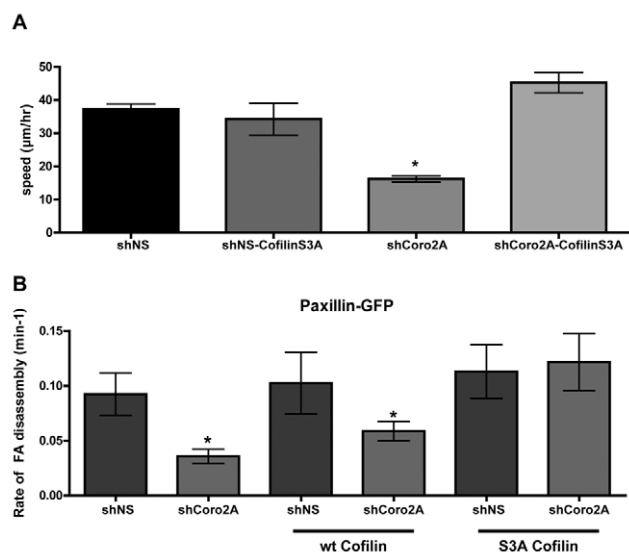 A
speed (µm/hr)
50
40
30
20
10
0
*
shNS
shNS-CofilinS3A
shCoro2A
shCoro2A-CofilinS3A
B
Paxillin-GFP
Rate of FA disassembly (min-1)
0.15
0.10
0.05
0.00
*
*
shNS
shCoro2A
shNS
shCoro2A
shNS
shCoro2A
wt Cofilin
S3A Cofilin